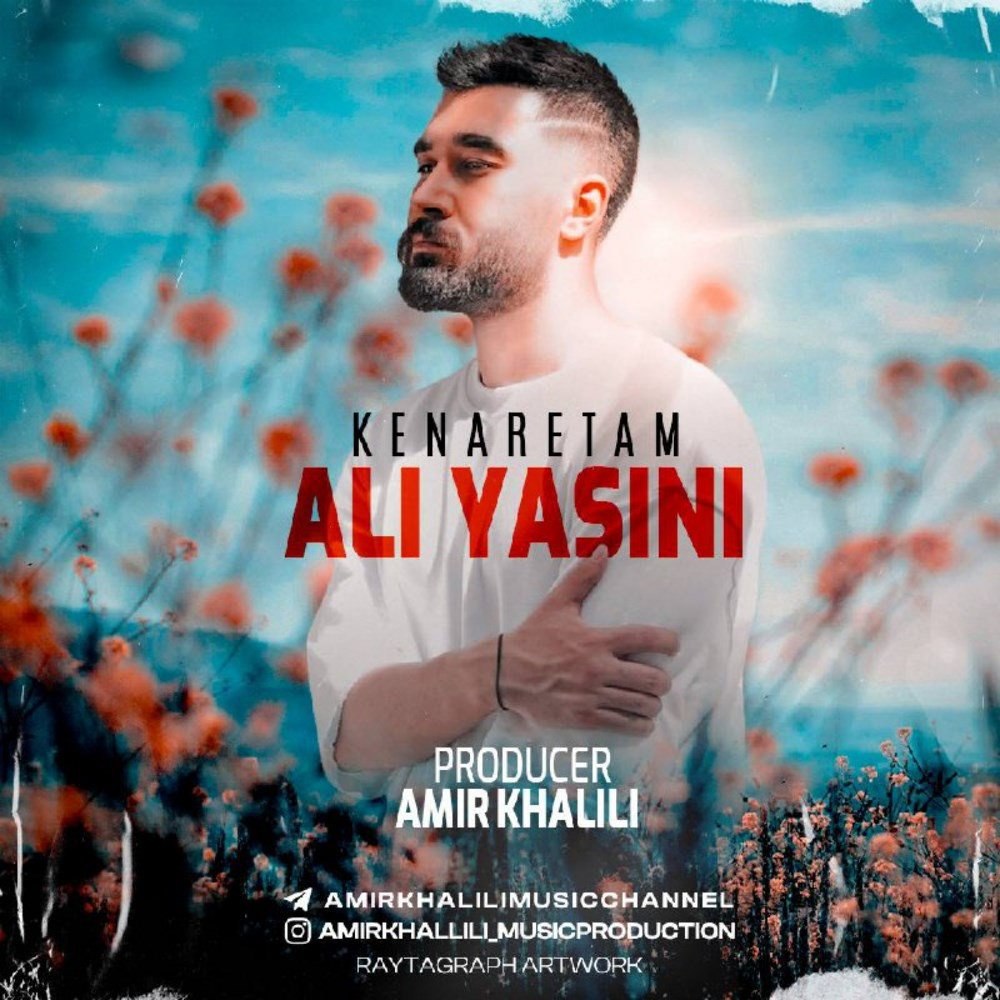 KENARETAM
ALI YASINI
PRODUCER
AMIR KHALILI
AMIRKHALILIMUSICCHANNEL
AMIRKHALLILI_MUSICPRODUCTION
RAYTAGRAPH ARTWORK